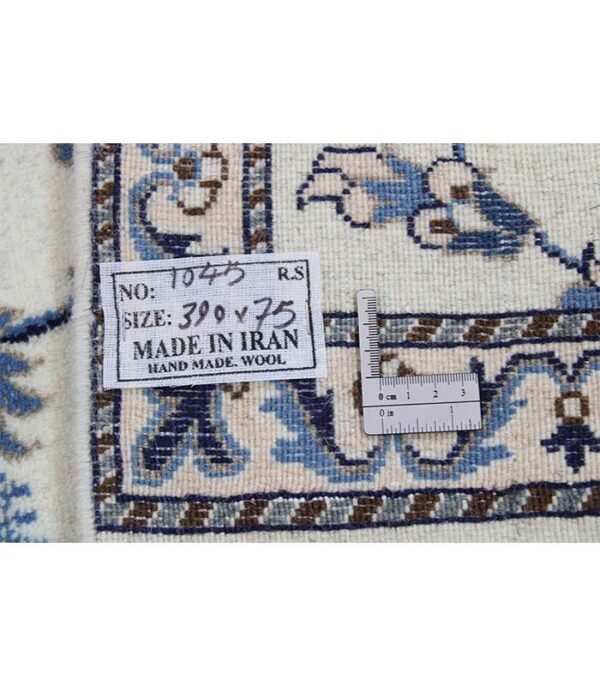 NO: 1045 R.S
SIZE: 390 x 75
MADE IN IRAN
HAND MADE. WOOL
0 cm 1 2 3
0 in 1